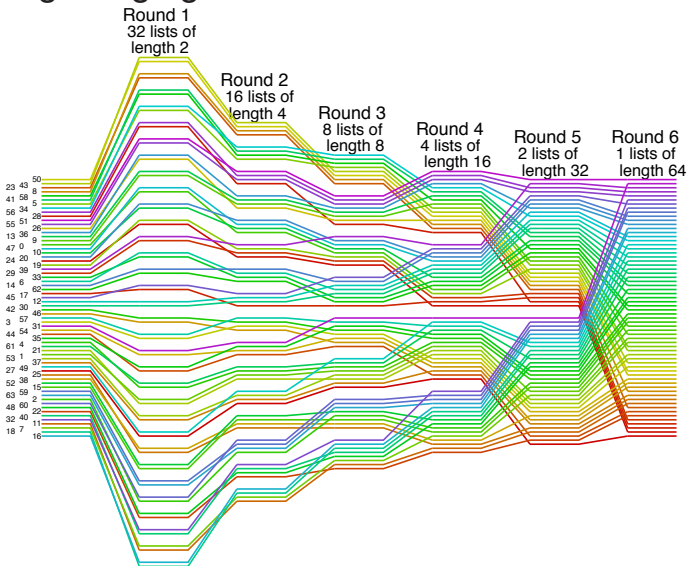 Round 1
32 lists of
length 2
Round 2
16 lists of
length 4
Round 3
8 lists of
length 8
Round 4
4 lists of
length 16
Round 5
2 lists of
length 32
Round 6
1 lists of
length 64
50
23 43
8
41 58
5
56 34
28
55 51
26
13 36
9
47 0
10
24 20
19
29 39
33
14 6
62
45 17
12
42 30
46
3 57
31
44 54
35
61 4
21
53 1
37
27 49
25
52 38
15
63 59
2
48 60
22
32 40
11
18 7
16